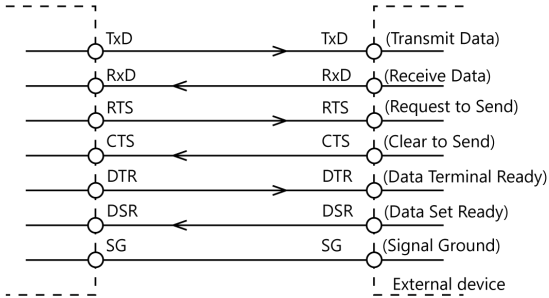 TxD TxD (Transmit Data)
RxD RxD (Receive Data)
RTS RTS (Request to Send)
CTS CTS (Clear to Send)
DTR DTR (Data Terminal Ready)
DSR DSR (Data Set Ready)
SG SG (Signal Ground)
External device